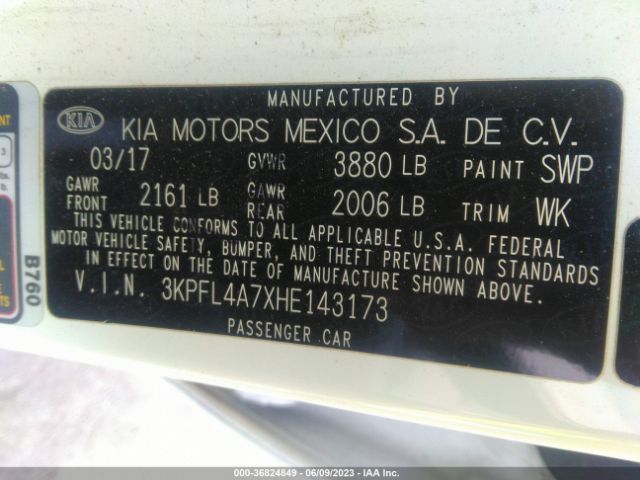 MANUFACTURED BY
KIA KIA MOTORS MEXICO S.A. DE C.V.
03/17 GVWR 3880 LB PAINT SWP
GAWR FRONT 2161 LB GAWR REAR 2006 LB TRIM WK
THIS VEHICLE CONFORMS TO ALL APPLICABLE U.S.A. FEDERAL
MOTOR VEHICLE SAFETY, BUMPER, AND THEFT PREVENTION STANDARDS
IN EFFECT ON THE DATE OF MANUFACTURE SHOWN ABOVE.
V.I.N. 3KPFL4A7XHE143173
PASSENGER CAR
B760
000-36824849 - 06/09/2023 - IAAI.CA